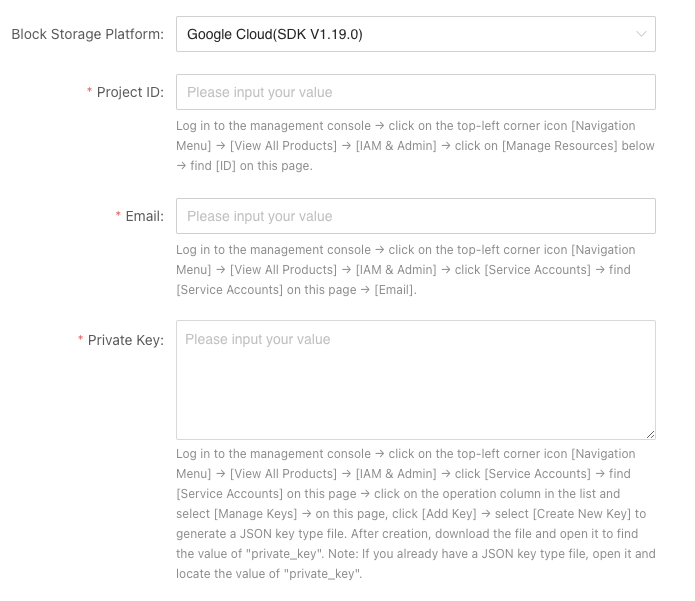 Block Storage Platform: Google Cloud(SDK V1.19.0)
* Project ID: Please input your value
Log in to the management console → click on the top-left corner icon [Navigation
Menu] → [View All Products] → [IAM & Admin] → click on [Manage Resources] below
→ find [ID] on this page.
* Email: Please input your value
Log in to the management console → click on the top-left corner icon [Navigation
Menu] → [View All Products] → [IAM & Admin] → click [Service Accounts] → find
[Service Accounts] on this page → [Email].
* Private Key: Please input your value
Log in to the management console → click on the top-left corner icon [Navigation
Menu] → [View All Products] → [IAM & Admin] → click [Service Accounts] → find
[Service Accounts] on this page → click on the operation column in the list and
select [Manage Keys] → on this page, click [Add Key] → select [Create New Key] to
generate a JSON key type file. After creation, download the file and open it to find
the value of "private_key". Note: If you already have a JSON key type file, open it and
locate the value of "private_key".